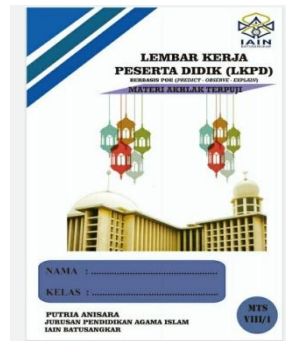 IAIN
BATUSANGKAR
LEMBAR KERJA
PESERTA DIDIK (LKPD)
BERBASIS POE (PREDICT - OBSERVE - EXPLAIN)
MATERI AKHLAK TERPUJI
NAMA : ................................................
KELAS : ................................................
MTS
VIII/1
PUTRIA ANISARA
JURUSAN PENDIDIKAN AGAMA ISLAM
IAIN BATUSANGKAR